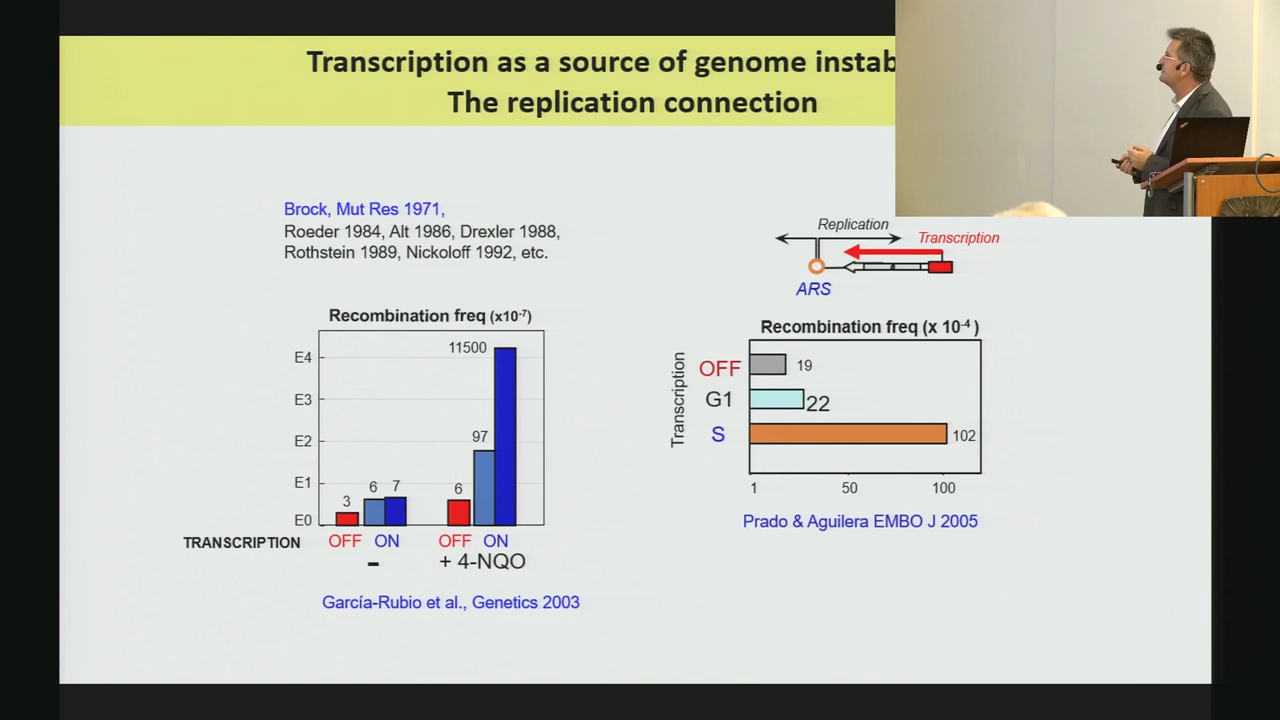 Transcription as a source of genome instab
The replication connection
Brock, Mut Res 1971,
Roeder 1984, Alt 1986, Drexler 1988,
Rothstein 1989, Nickoloff 1992, etc.
Replication
Transcription
ARS
Recombination freq (x10-7)
11500
E4
E3
E2
97
E1
3
6
7
6
E0
TRANSCRIPTION
OFF ON
OFF ON
-
+ 4-NQO
García-Rubio et al., Genetics 2003
Recombination freq (x 10-4 )
Transcription
OFF
19
G1
22
S
102
1
50
100
Prado & Aguilera EMBO J 2005